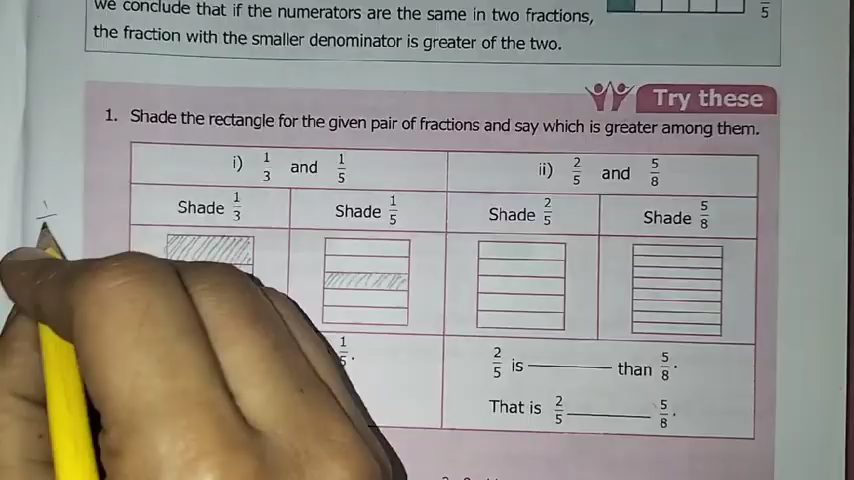 we conclude that if the numerators are the same in two fractions,
the fraction with the smaller denominator is greater of the two.
5
Try these
1. Shade the rectangle for the given pair of fractions and say which is greater among them.
i) 1/3 and 1/5
ii) 2/5 and 5/8
Shade 1/3
Shade 1/5
Shade 2/5
Shade 5/8
1/5.
2/5 is ———— than 5/8.
That is 2/5 ________ 5/8.